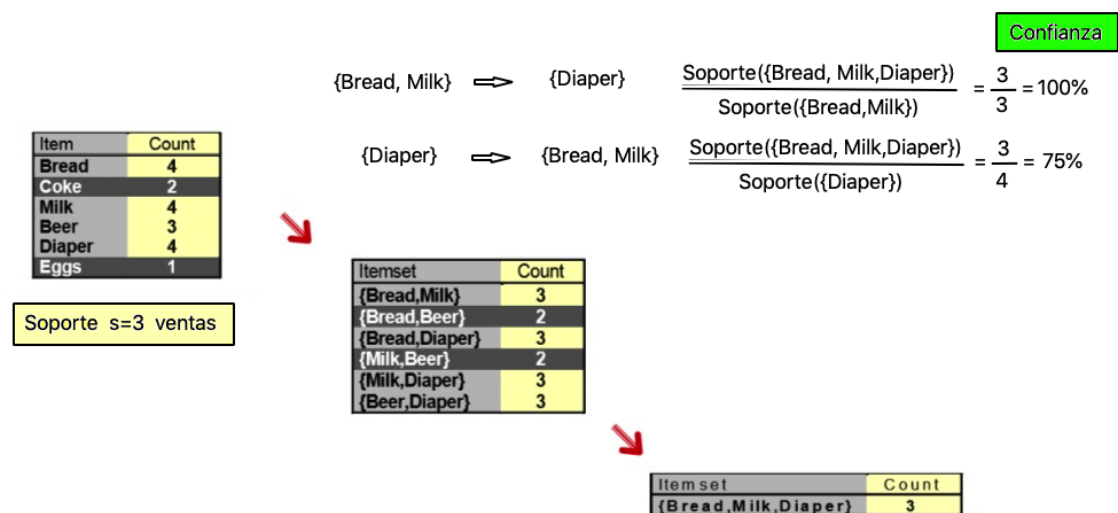 Confianza
{Bread, Milk} ⇒ {Diaper} Soporte({Bread, Milk,Diaper}) / Soporte({Bread,Milk}) = 3 / 3 = 100%
{Diaper} ⇒ {Bread, Milk} Soporte({Bread, Milk,Diaper}) / Soporte({Diaper}) = 3 / 4 = 75%
Item Count
Bread 4
Coke 2
Milk 4
Beer 3
Diaper 4
Eggs 1
Soporte s=3 ventas
Itemset Count
{Bread,Milk} 3
{Bread,Beer} 2
{Bread,Diaper} 3
{Milk,Beer} 2
{Milk,Diaper} 3
{Beer,Diaper} 3
Itemset Count
{Bread,Milk,Diaper} 3